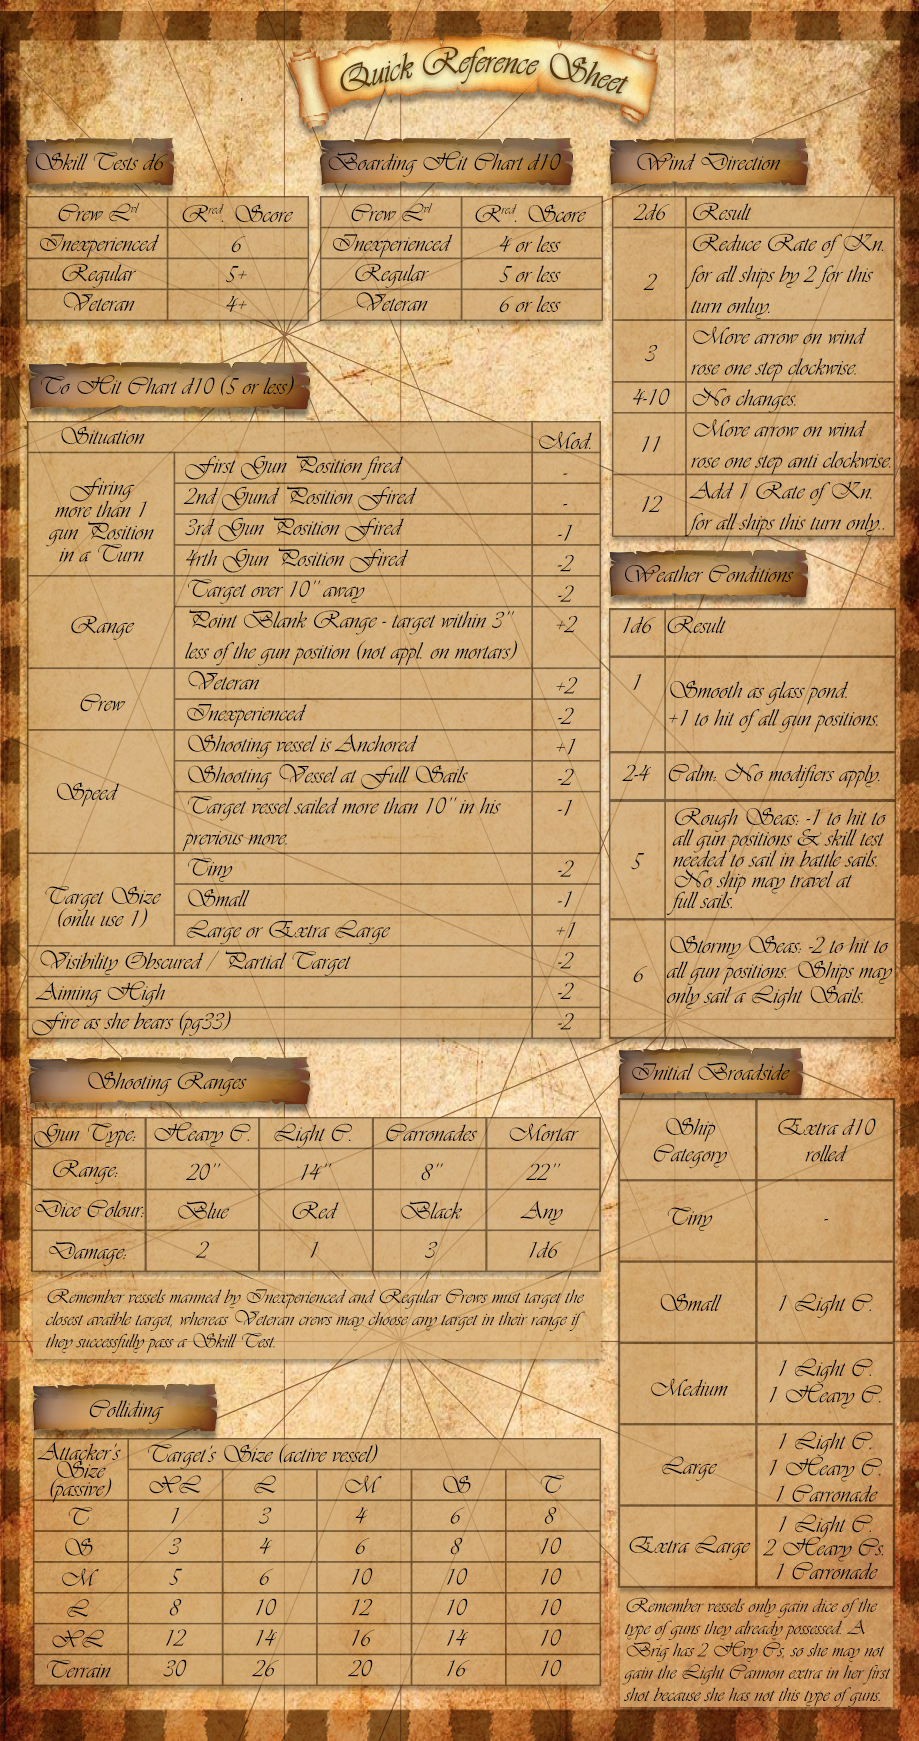 Quick Reference Sheet
Skill Tests d6
Crew Lvl Rred. Score
Inexperienced 6
Regular 5+
Veteran 4+
Boarding Hit Chart d10
Crew Lvl Rred. Score
Inexperienced 4 or less
Regular 5 or less
Veteran 6 or less
Wind Direction
2d6 Result
2 Reduce Rate of Kn.
for all ships by 2 for this
turn onluy.
3 Move arrow on wind
rose one step clockwise.
4-10 No changes.
11 Move arrow on wind
rose one step anti clockwise.
12 Add 1 Rate of Kn.
for all ships this turn only..
To Hit Chart d10 (5 or less)
Situation Mod.
Firing
more than 1
gun Position
in a Turn
First Gun Position fired -
2nd Gund Position Fired -
3rd Gun Position Fired -1
4rth Gun Position Fired -2
Range
Target over 10" away -2
Point Blank Range - target within 3" +2
less of the gun position (not appl. on mortars)
Crew
Veteran +2
Inexperienced -2
Speed
Shooting vessel is Anchored +1
Shooting Vessel at Full Sails -2
Target vessel sailed more than 10" in his -1
previous move.
Target Size
(onlu use 1)
Tiny -2
Small -1
Large or Extra Large +1
Visibility Obscured / Partial Target -2
Aiming High -2
Fire as she bears (pg33) -2
Weather Conditions
1d6 Result
1 Smooth as glass pond.
+1 to hit of all gun positions.
2-4 Calm: No modifiers apply.
5 Rough Seas: -1 to hit to
all gun positions & skill test
needed to sail in battle sails.
No ship may travel at
full sails.
6 Stormy Seas: -2 to hit to
all gun positions. Ships may
only sail a Light Sails.
Shooting Ranges
Gun Type: Heavy C. Light C. Carronades Mortar
Range: 20" 14" 8" 22"
Dice Colour: Blue Red Black Any
Damage: 2 1 3 1d6
Remember vessels manned by Inexperienced and Regular Crews must target the
closest avaible target, whereas Veteran crews may choose any target in their range if
they successfully pass a Skill Test.
Colliding
Attacker's
Size
(passive)
Target's Size (active vessel)
XL L M S T
T 1 3 4 6 8
S 3 4 6 8 10
M 5 6 10 10 10
L 8 10 12 10 10
XL 12 14 16 14 10
Terrain 30 26 20 16 10
Initial Broadside
Ship
Category
Extra d10
rolled
Tiny -
Small 1 Light C.
Medium 1 Light C.
1 Heavy C.
Large 1 Light C.
1 Heavy C.
1 Carronade
Extra Large 1 Light C.
2 Heavy Cs.
1 Carronade
Remember vessels only gain dice of the
type of guns they already possessed. A
Brig has 2 Hvy Cs, so she may not
gain the Light Cannon extra in her first
shot because she has not this type of guns.